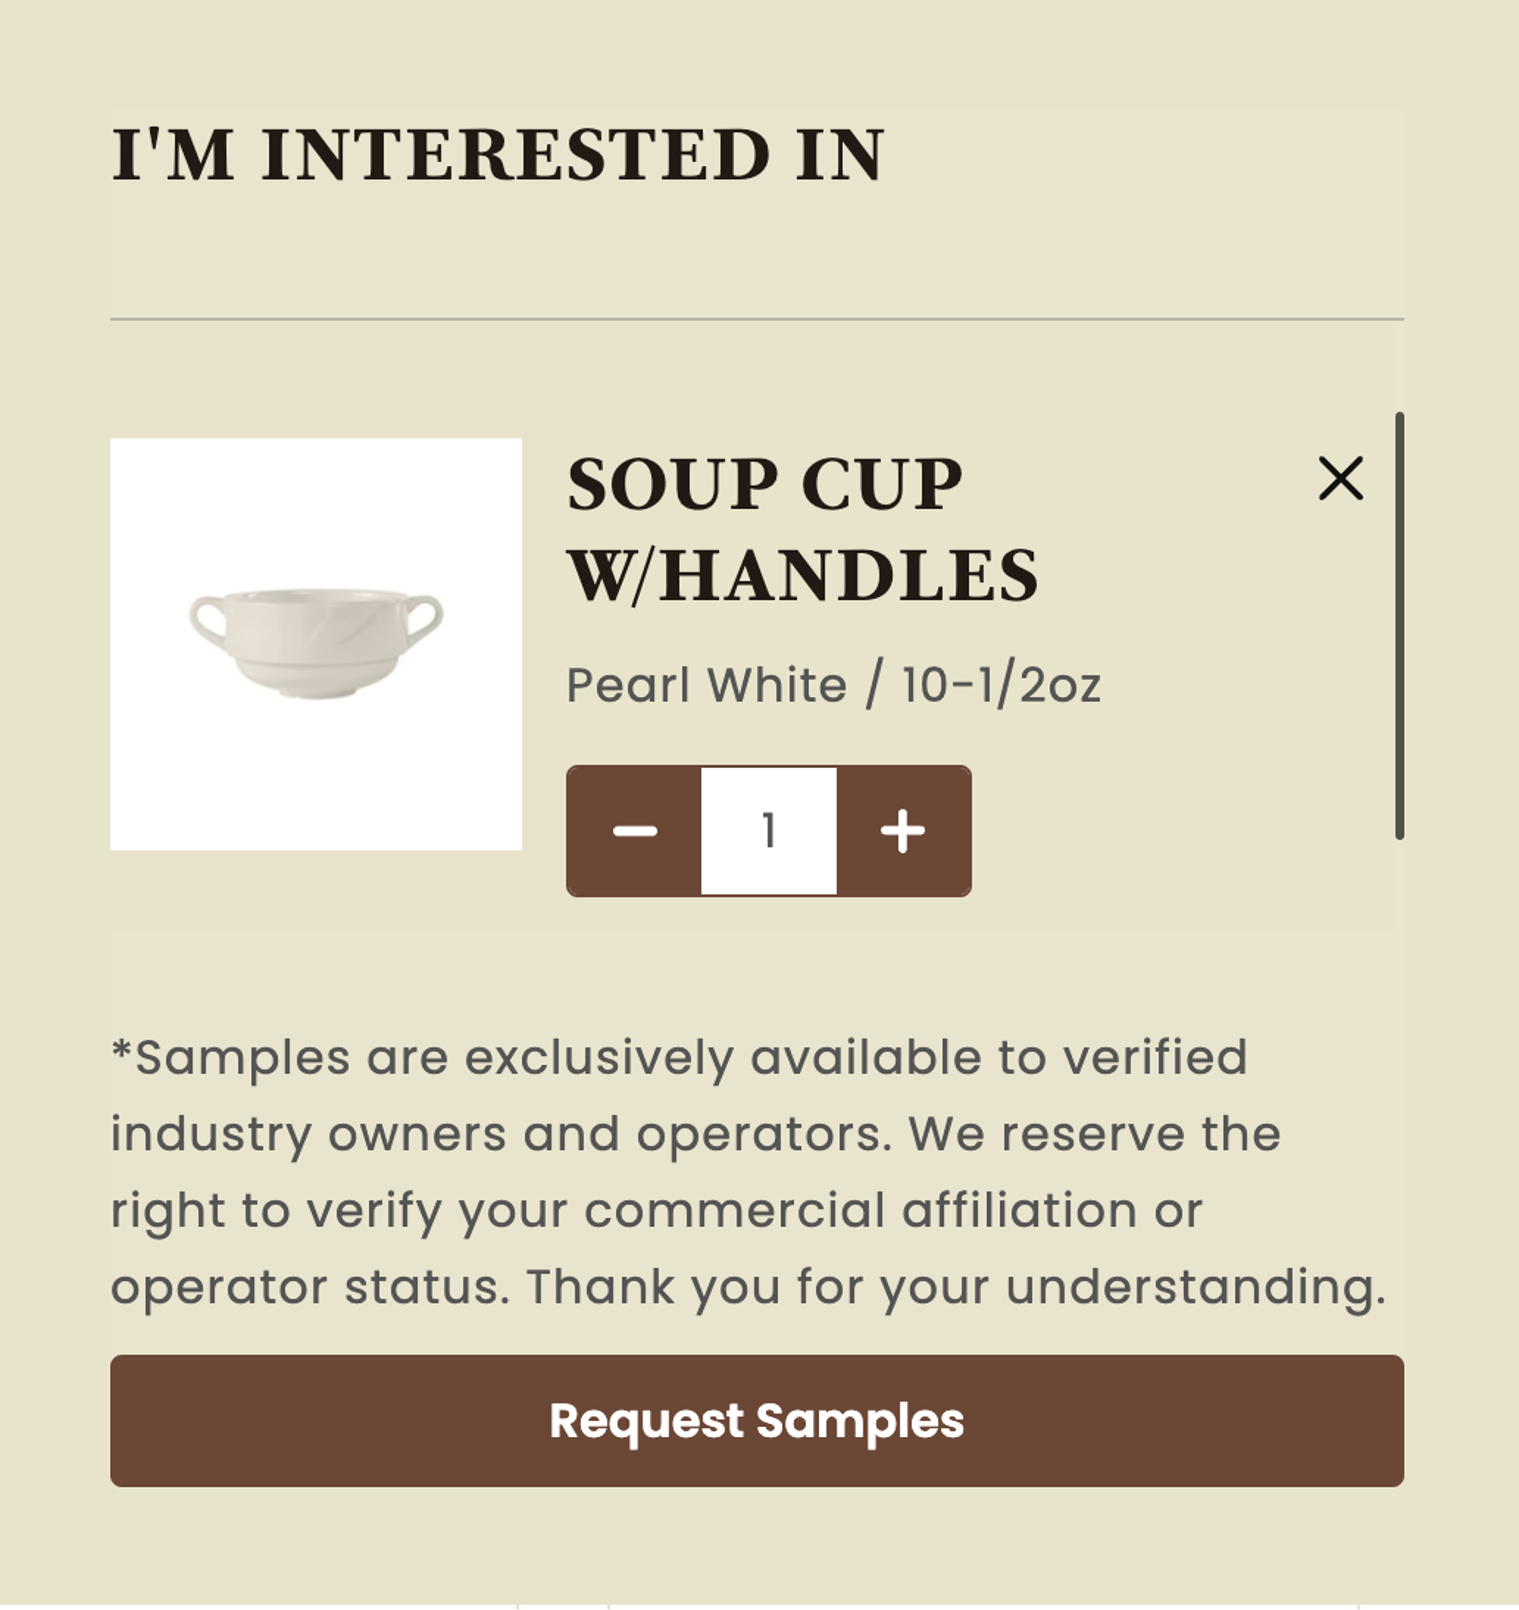 I'M INTERESTED IN
SOUP CUP
W/HANDLES
Pearl White / 10-1/2oz
1
*Samples are exclusively available to verified
industry owners and operators. We reserve the
right to verify your commercial affiliation or
operator status. Thank you for your understanding.
Request Samples